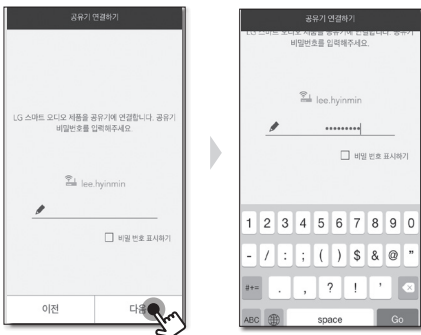 공유기 연결하기
LG 스마트 오디오 제품을 공유기에 연결합니다. 공유기
비밀번호를 입력해주세요.
lee.hyinmin
비밀 번호 표시하기
이전
다음
공유기 연결하기
LG 스마트 오디오 제품을 공유기에 연결합니다. 공유기
비밀번호를 입력해주세요.
lee.hyinmin
•••••••••
비밀 번호 표시하기
1 2 3 4 5 6 7 8 9 0
- / : ; ( ) $ & @ "
#+= . , ? ! '
ABC space Go